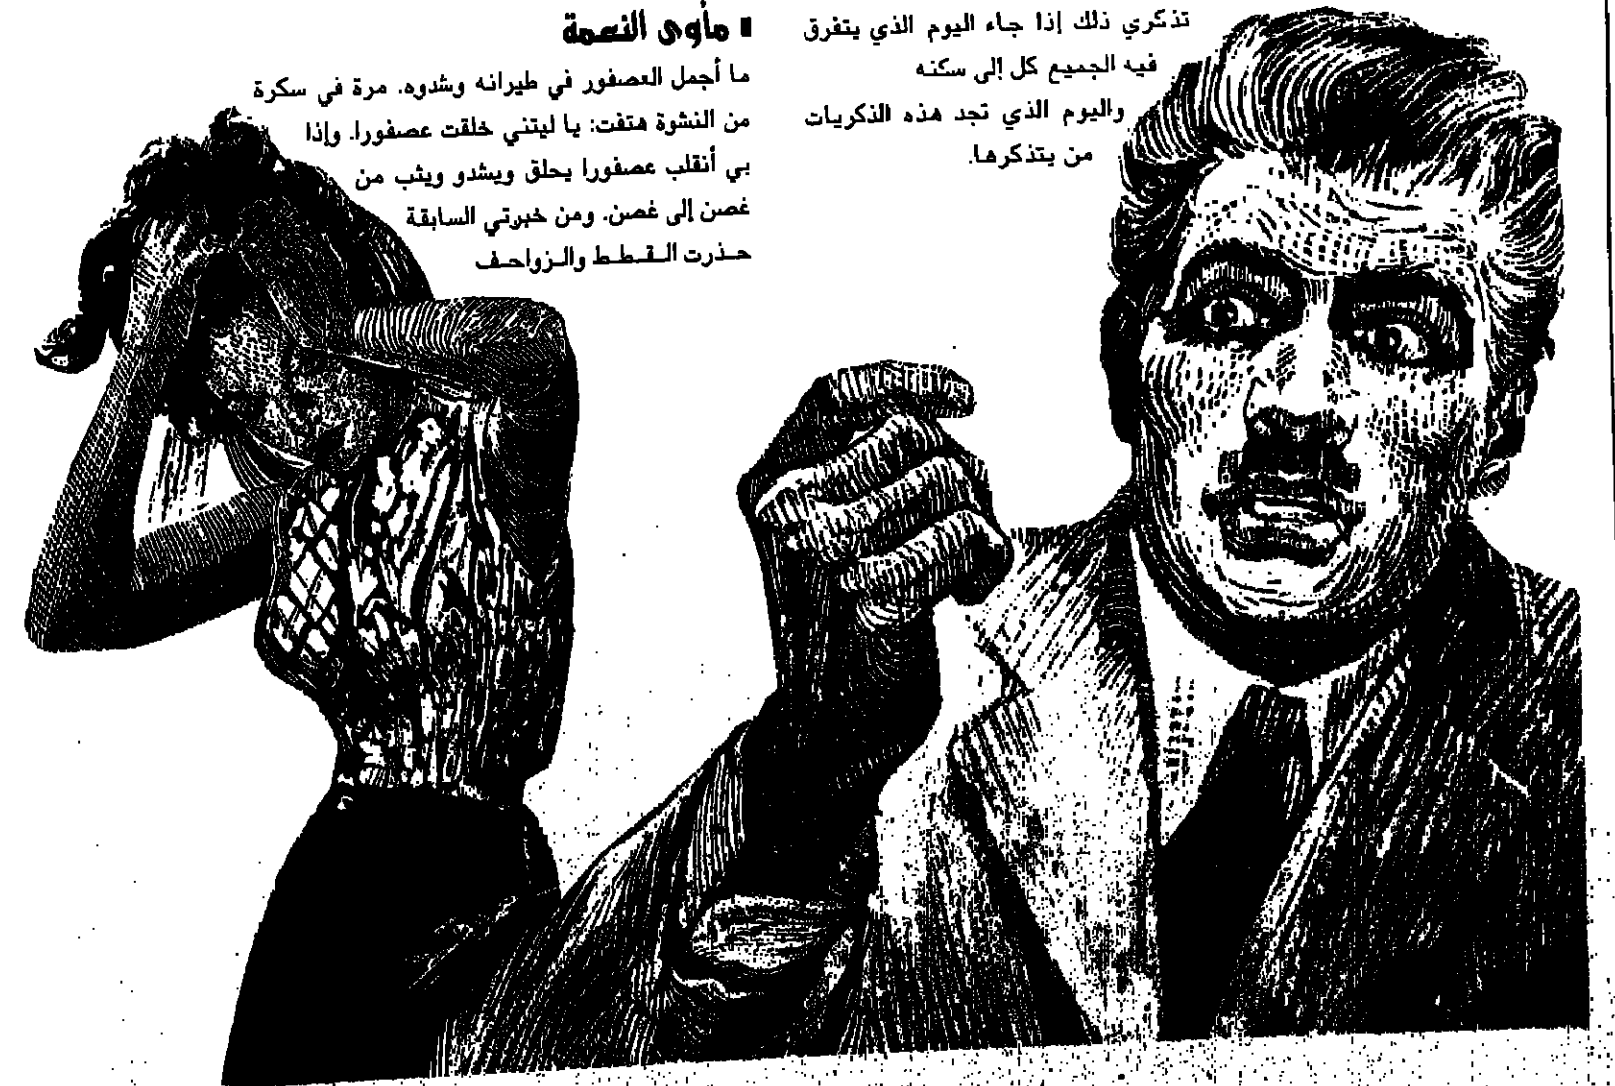 تذكري ذلك إذا جاء اليوم الذي يتفرق
فيه الجميع كل إلى سكنه
واليوم الذي تجد هذه الذكريات
من يتذكرها.
مأوى النعمة
ما أجمل العصفور في طيرانه وشدوه. مرة في سكرة
من النشوة هتفت: يا ليتني خلقت عصفورا. وإذا
بي أنقلب عصفورا يحلق ويشدو ويثب من
غصن إلى غصن. ومن خبرتي السابقة
حذرت القطط والزواحف